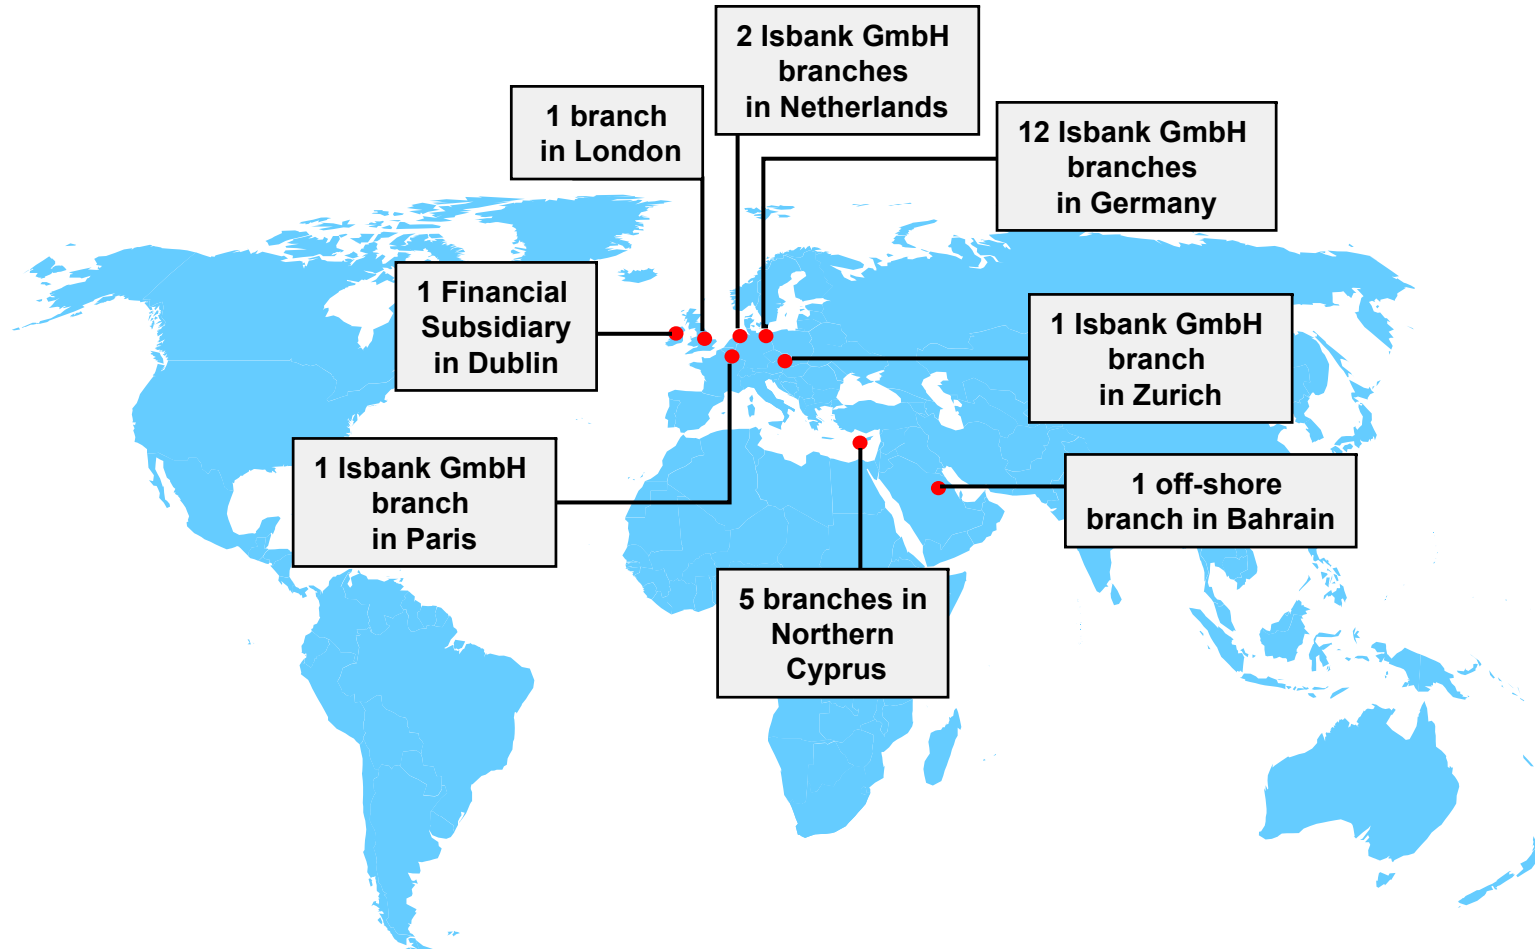 2 Isbank GmbH
branches
in Netherlands
1 branch
in London
12 Isbank GmbH
branches
in Germany
1 Financial
Subsidiary
in Dublin
1 Isbank GmbH
branch
in Zurich
1 Isbank GmbH
branch
in Paris
1 off-shore
branch in Bahrain
5 branches in
Northern
Cyprus